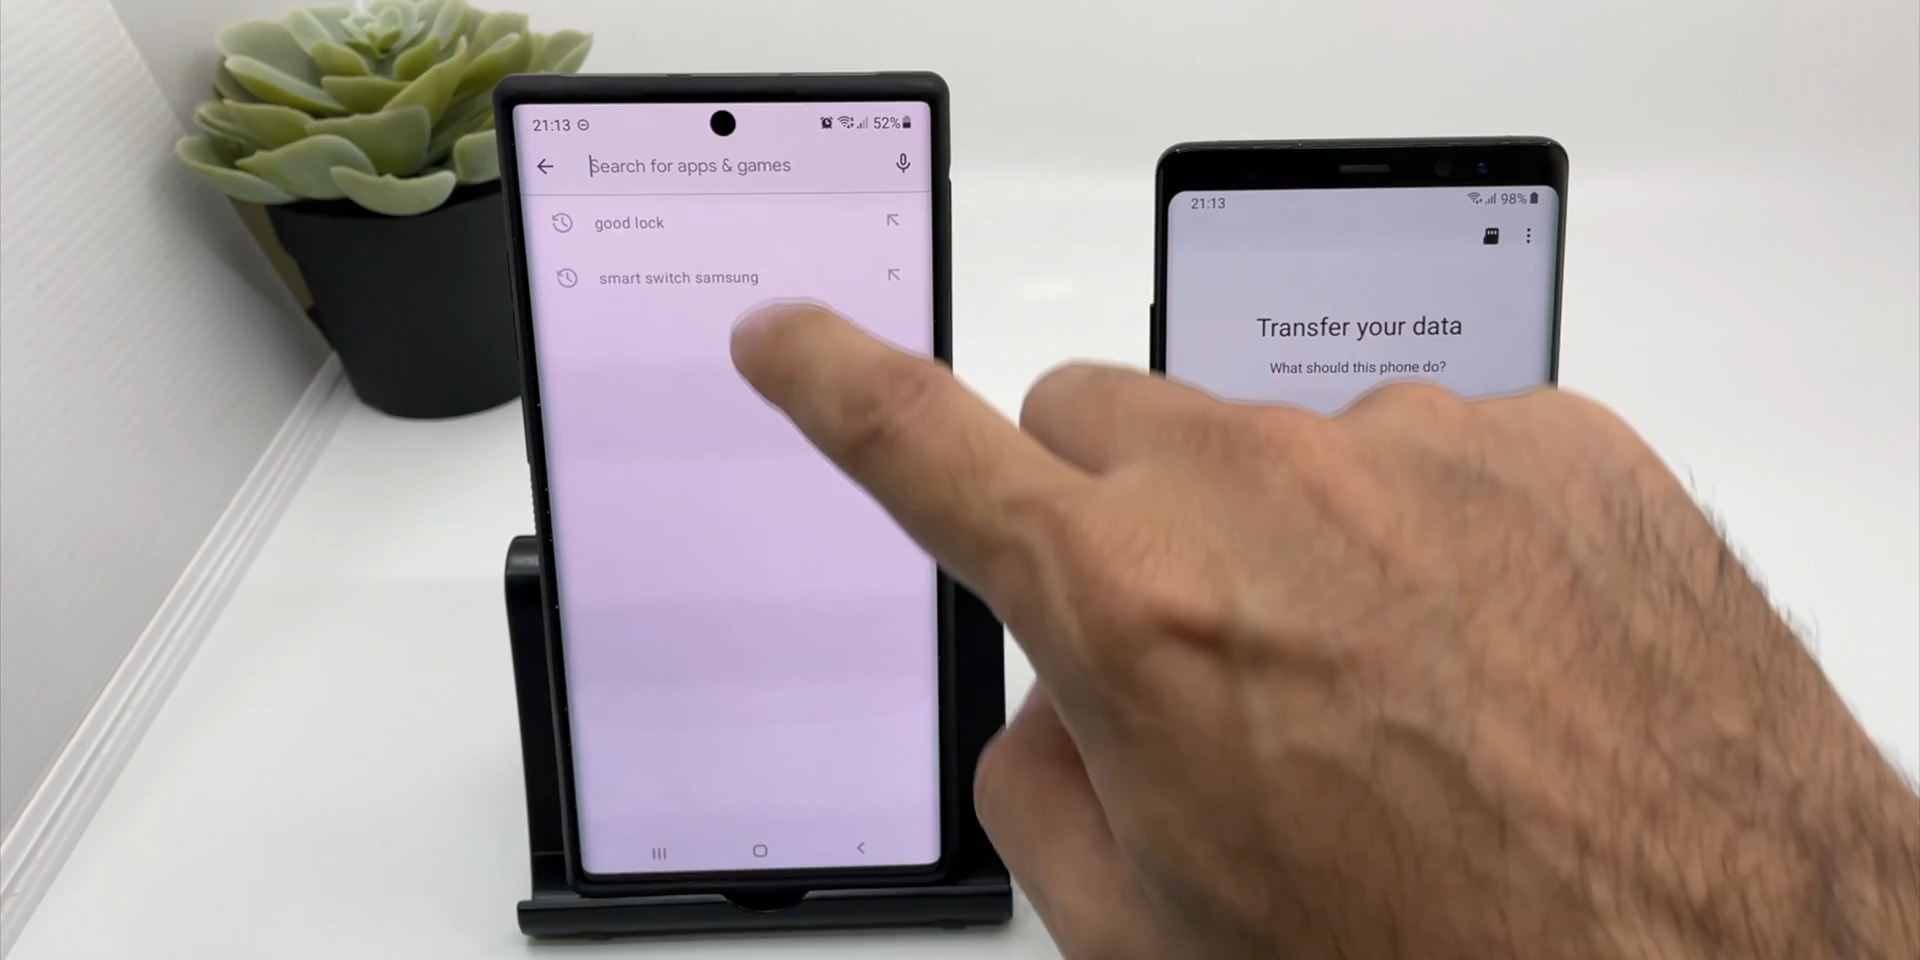 21:13
52%
Search for apps & games
good lock
smart switch samsung
21:13
98%
Transfer your data
What should this phone do?